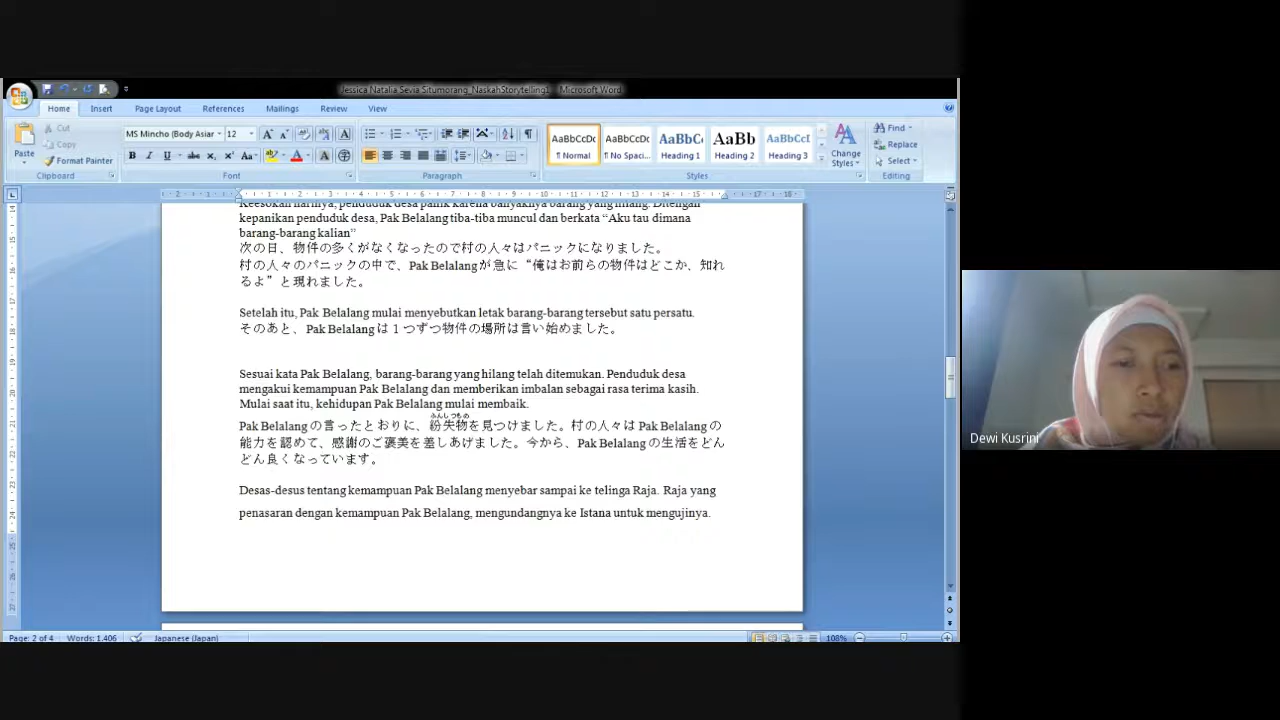 Jessica Natalia Sevia Situmorang_NaskahStorytelling1 - Microsoft Word
Home Insert Page Layout References Mailings Review View
Paste
Cut
Copy
Format Painter
Clipboard
MS Mincho (Body Asiar 12
Font
Paragraph
AaBbCcDc AaBbCcDc AaBbC AaBb AaBbCcI
¶ Normal ¶ No Spaci... Heading 1 Heading 2 Heading 3
Styles
Change
Styles
Find
Replace
Select
Editing
Keesokan harinya, penduduk desa panik karena banyaknya barang yang hilang. Ditengah
kepanikan penduduk desa, Pak Belalang tiba-tiba muncul dan berkata “Aku tau dimana
barang-barang kalian”
次の日、物件の多くがなくなったので村の人々はパニックになりました。
村の人々のパニックの中で、Pak Belalangが急に“俺はお前らの物件はどこか、知れ
るよ”と現れました。
Setelah itu, Pak Belalang mulai menyebutkan letak barang-barang tersebut satu persatu.
そのあと、Pak Belalangは1つずつ物件の場所は言い始めました。
Sesuai kata Pak Belalang, barang-barang yang hilang telah ditemukan. Penduduk desa
mengakui kemampuan Pak Belalang dan memberikan imbalan sebagai rasa terima kasih.
Mulai saat itu, kehidupan Pak Belalang mulai membaik.
ふんしつもの
Pak Belalangの言ったとおりに、紛失物を見つけました。村の人々はPak Belalangの
能力を認めて、感謝のご褒美を差しあげました。今から、Pak Belalangの生活をどん
どん良くなっています。
Desas-desus tentang kemampuan Pak Belalang menyebar sampai ke telinga Raja. Raja yang
penasaran dengan kemampuan Pak Belalang, mengundangnya ke Istana untuk mengujinya.
Page: 2 of 4 Words: 1.406 Japanese (Japan) 108%
Dewi Kusrini